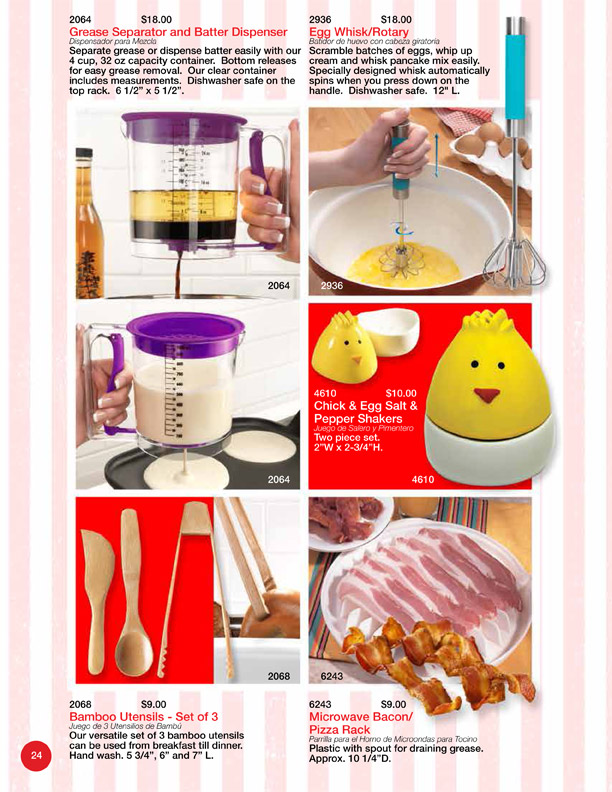 2064 $18.00
Grease Separator and Batter Dispenser
Dispensador para Mezcla
Separate grease or dispense batter easily with our
4 cup, 32 oz capacity container. Bottom releases
for easy grease removal. Our clear container
includes measurements. Dishwasher safe on the
top rack. 6 1/2” x 5 1/2”.
2936 $18.00
Egg Whisk/Rotary
Batidor de huevo con cabeza giratoria
Scramble batches of eggs, whip up
cream and whisk pancake mix easily.
Specially designed whisk automatically
spins when you press down on the
handle. Dishwasher safe. 12" L.
2064
2936
4610 $10.00
Chick & Egg Salt &
Pepper Shakers
Juego de Salero y Pimentero
Two piece set.
2”W x 2-3/4”H.
4610
2064
2068
6243
2068 $9.00
Bamboo Utensils - Set of 3
Juego de 3 Utensilios de Bambú
Our versatile set of 3 bamboo utensils
can be used from breakfast till dinner.
Hand wash. 5 3/4”, 6” and 7” L.
6243 $9.00
Microwave Bacon/
Pizza Rack
Parrilla para el Horno de Microondas para Tocino
Plastic with spout for draining grease.
Approx. 10 1/4”D.
24